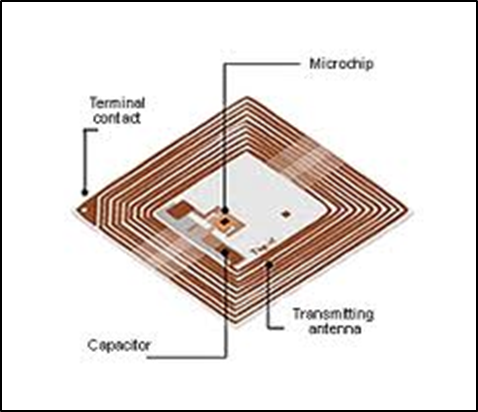 Microchip
Terminal
contact
Transmitting
antenna
Capacitor